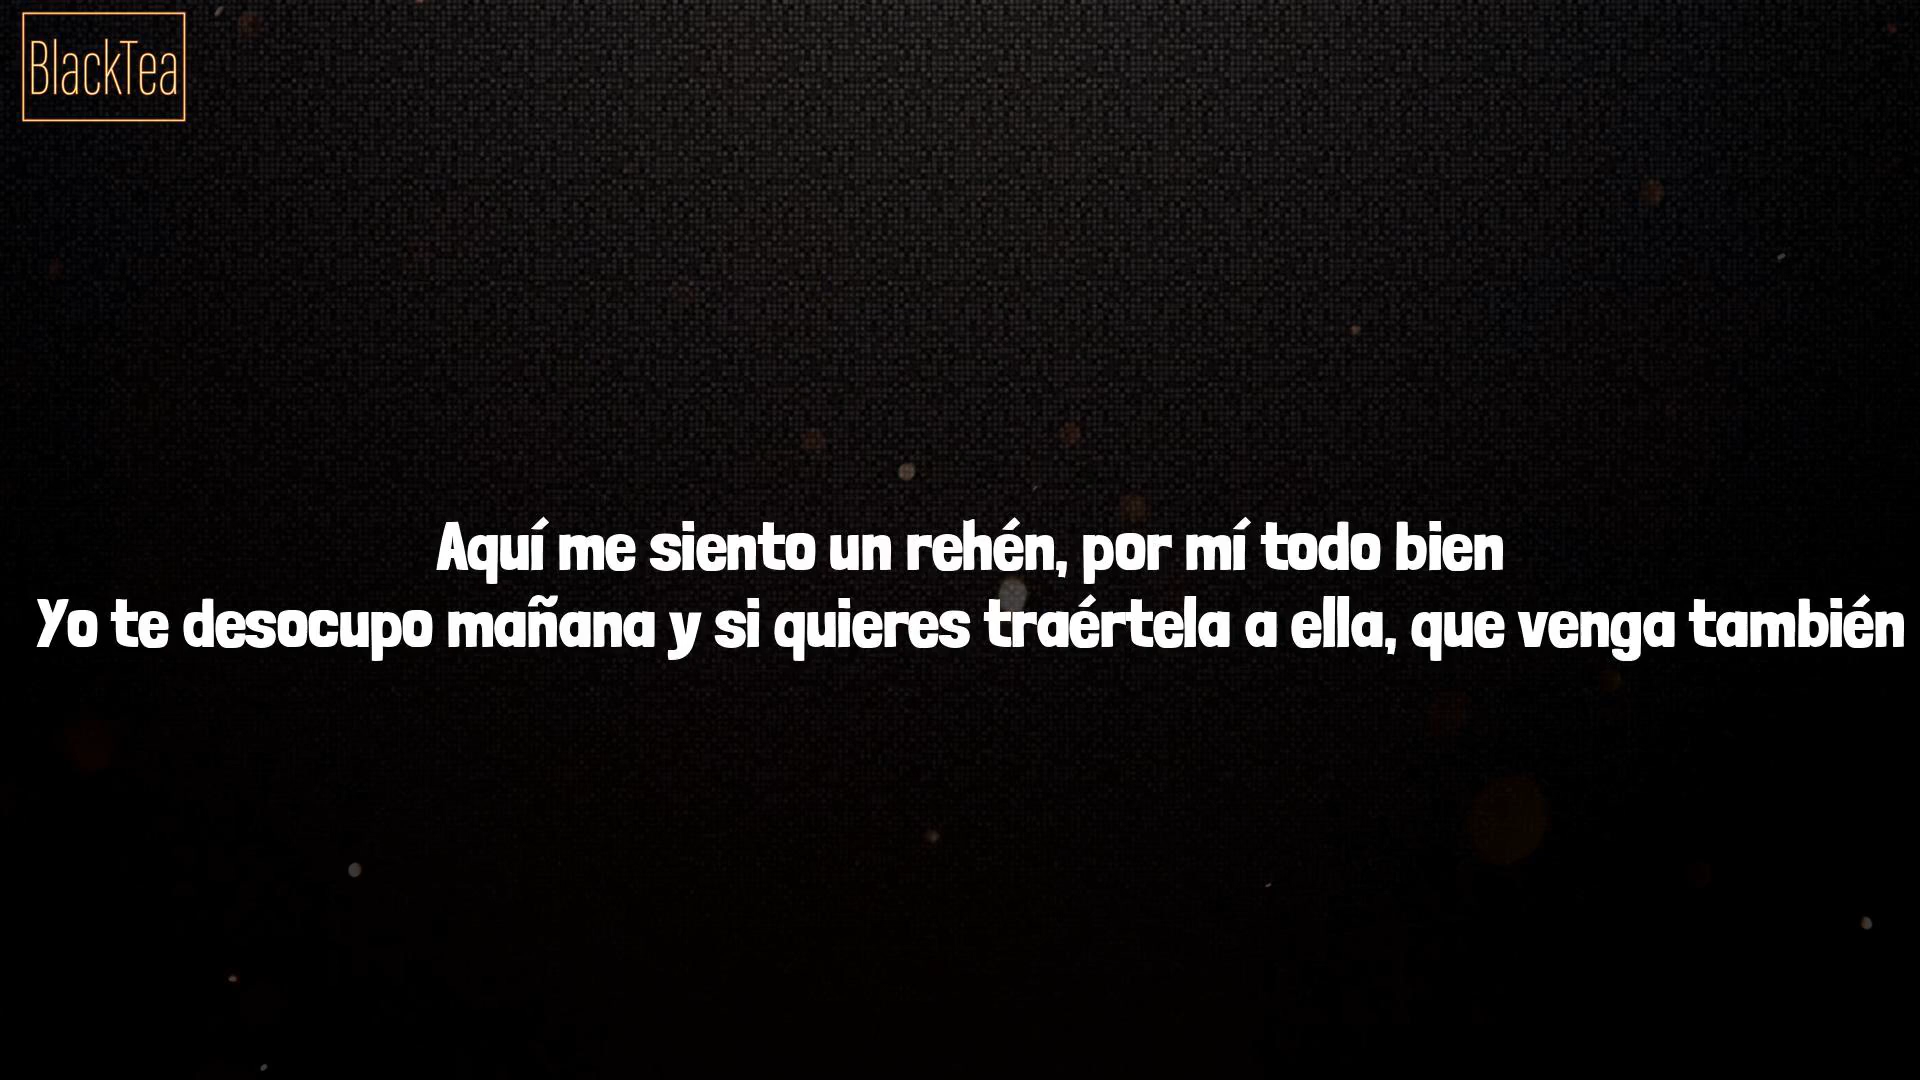 BlackTea
Aquí me siento un rehén, por mí todo bien
Yo te desocupo mañana y si quieres traértela a ella, que venga también